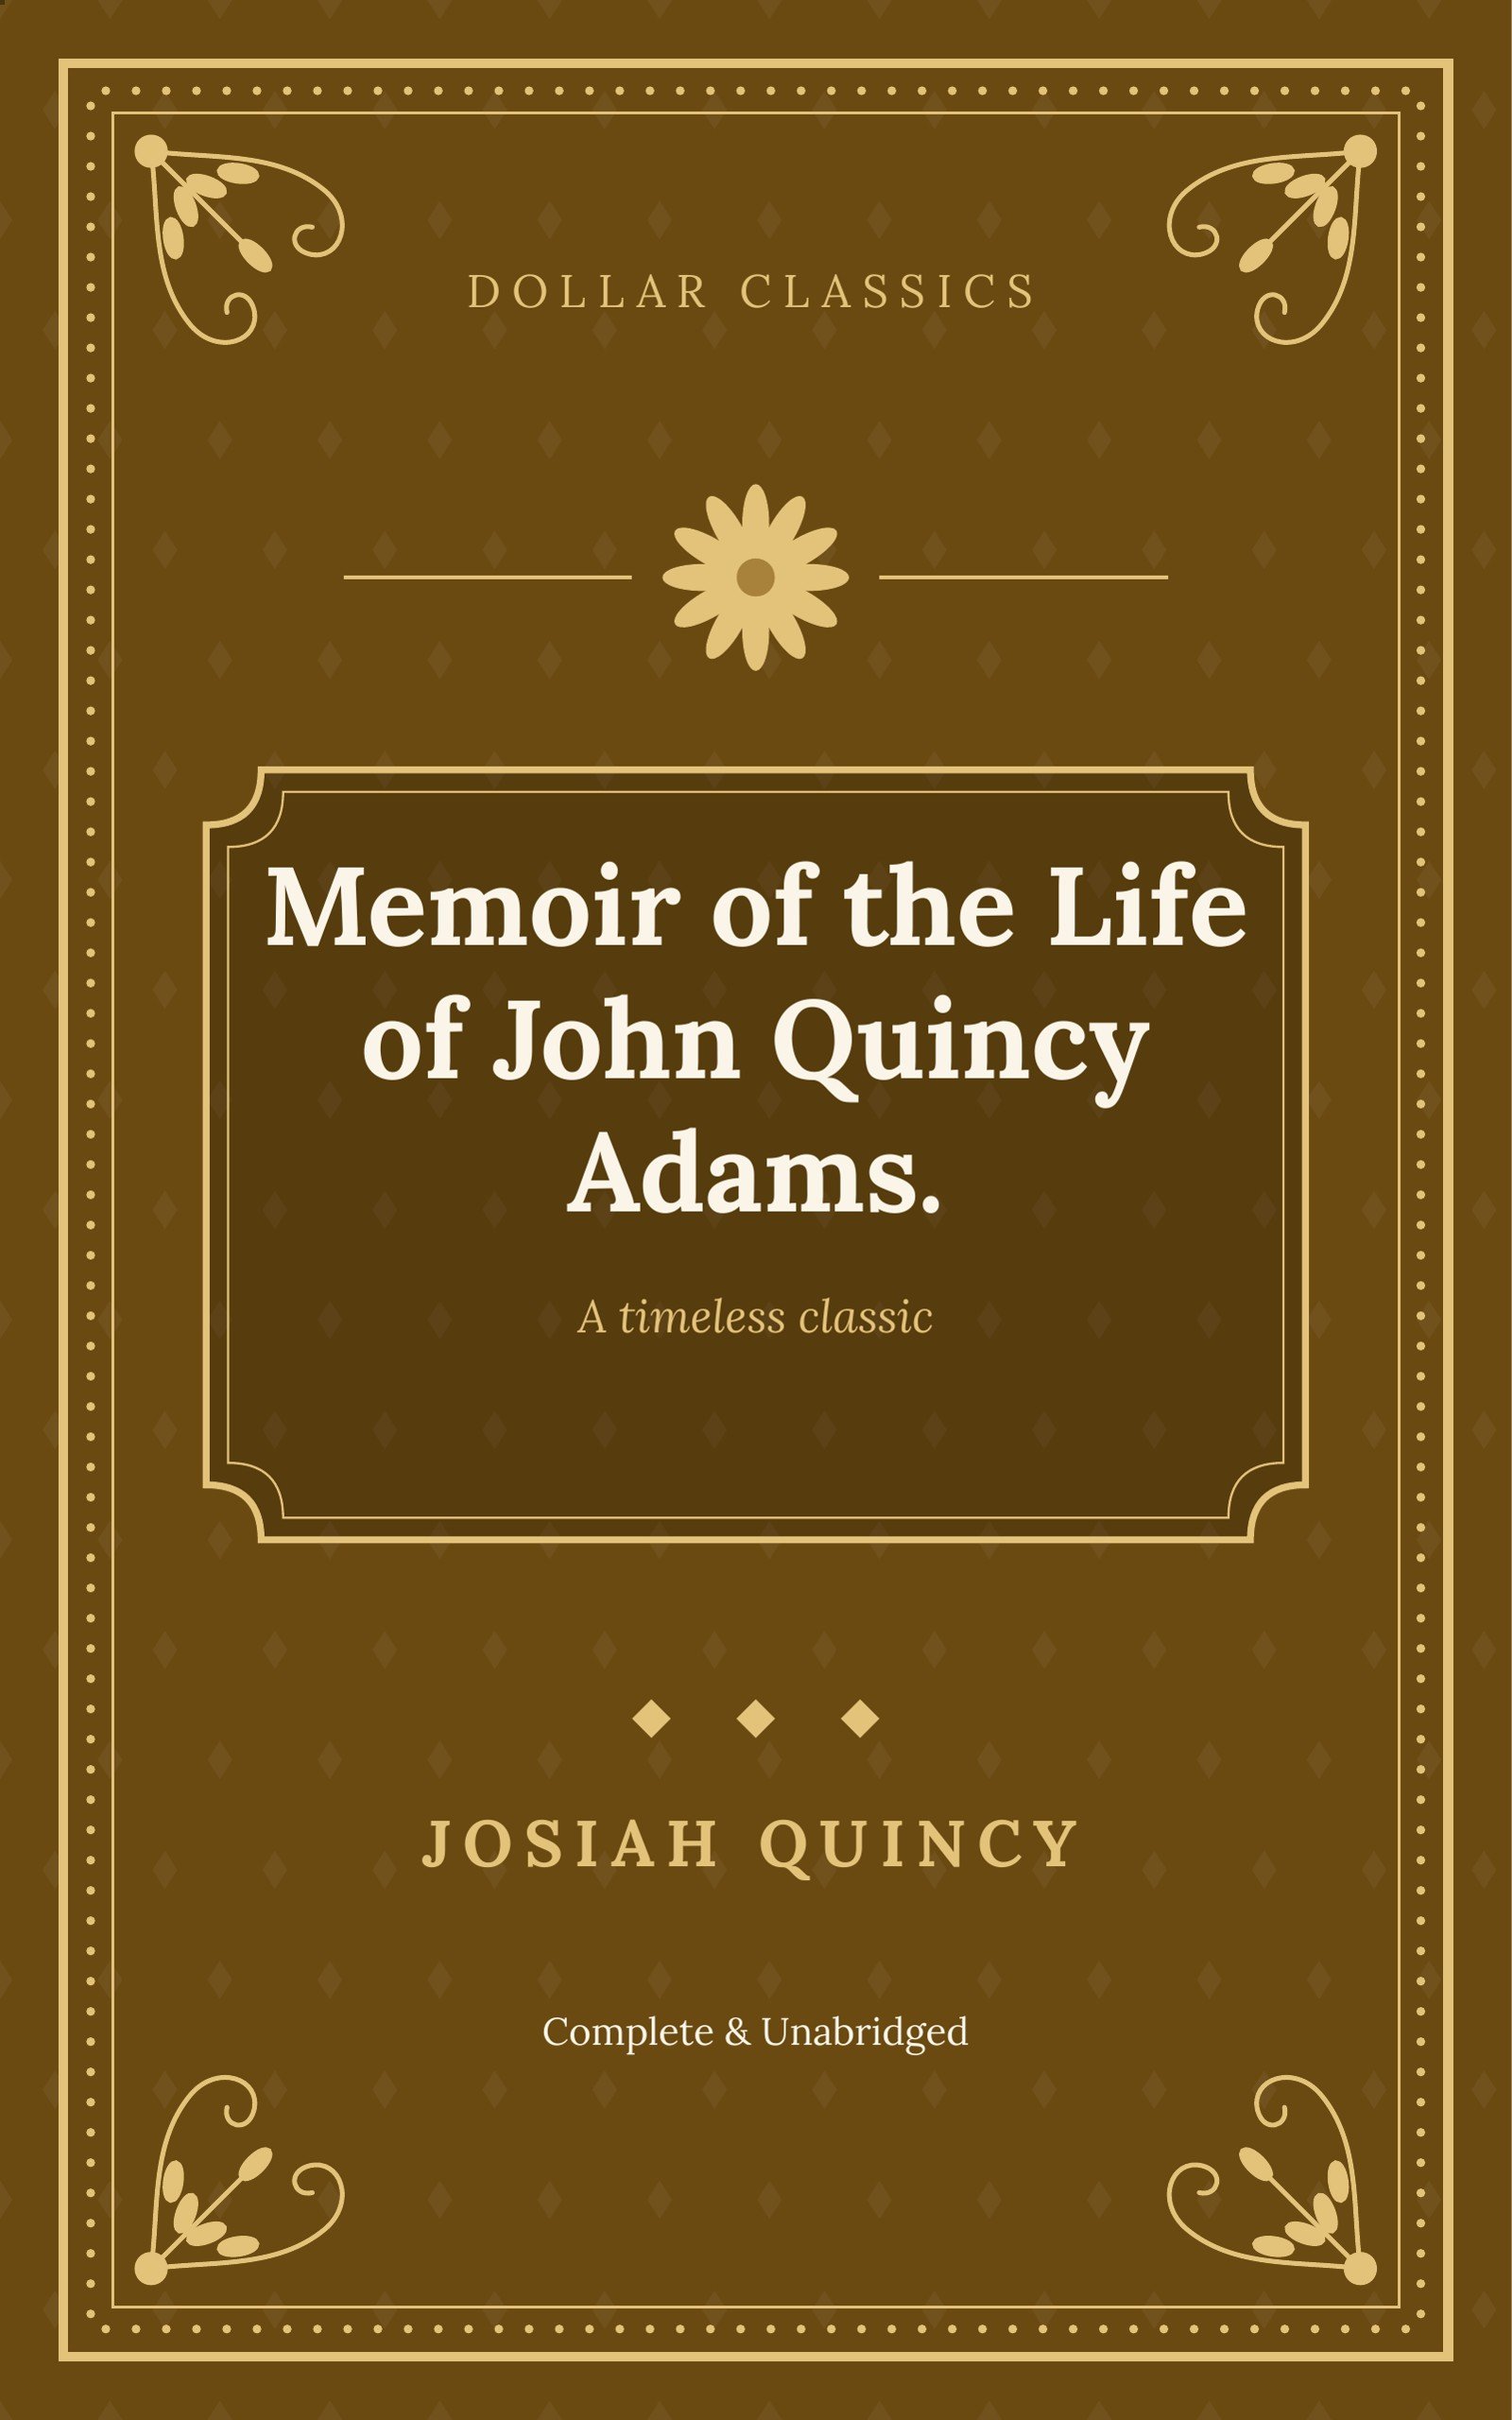 DOLLAR CLASSICS
Memoir of the Life
of John Quincy
Adams.
A timeless classic
JOSIAH QUINCY
Complete & Unabridged